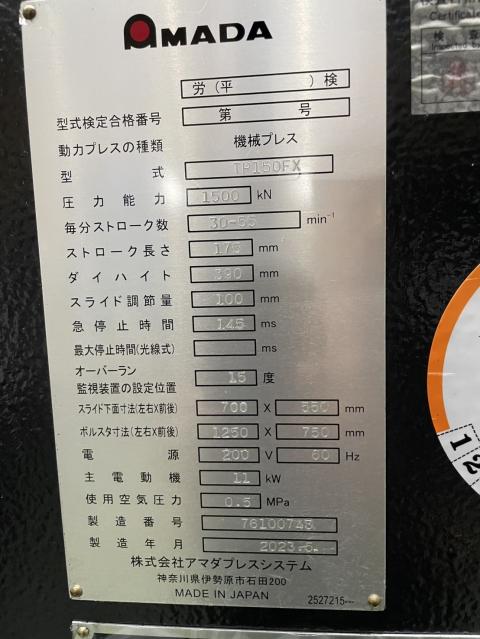 AMADA
労(平 )検
型式検定合格番号 第 号
動力プレスの種類 機械プレス
型式 TP150FX
圧力能力 1500 kN
毎分ストローク数 30-55 min⁻¹
ストローク長さ 175 mm
ダイハイト 390 mm
スライド調節量 100 mm
急停止時間 145 ms
最大停止時間(光線式) ms
オーバーラン
監視装置の設定位置 15 度
スライド下面寸法(左右X前後) 700 X 550 mm
ボルスタ寸法(左右X前後) 1250 X 750 mm
電源 200 V 60 Hz
主電動機 11 kW
使用空気圧力 0.5 MPa
製造番号 76100743
製造年月 2023.
株式会社アマダプレスシステム
神奈川県伊勢原市石田200
MADE IN JAPAN 2527215---
1 2